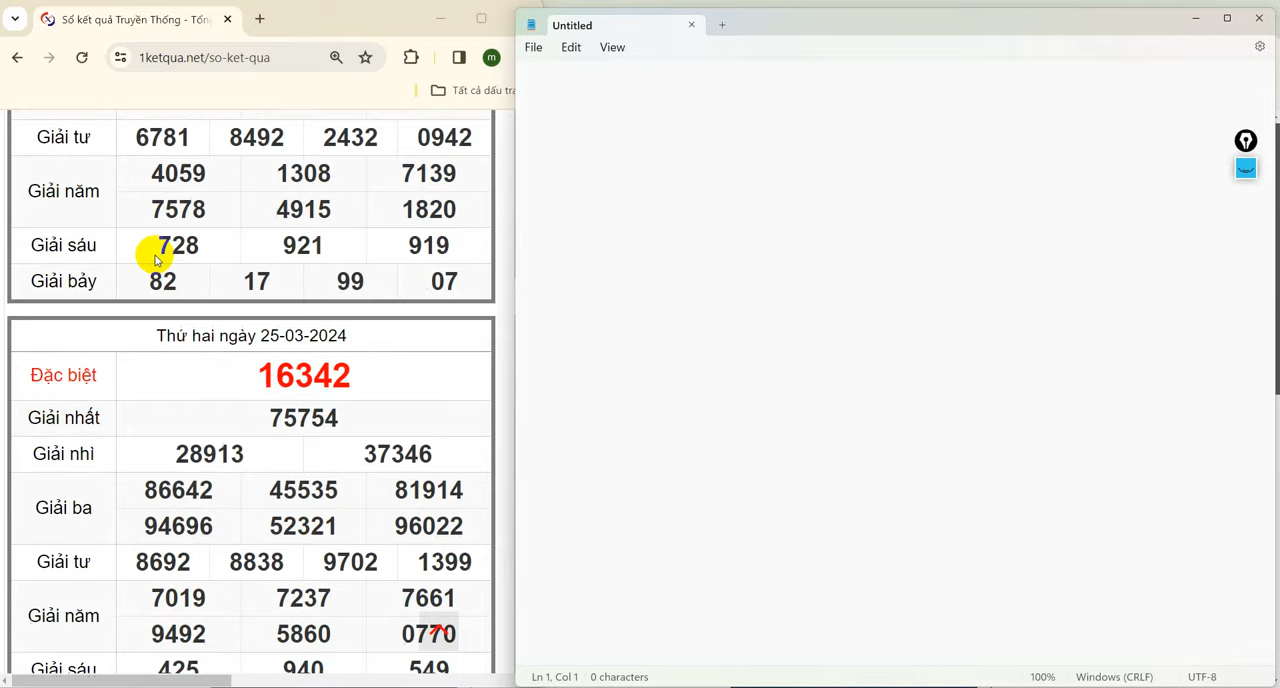 Sổ kết quả Truyền Thống - Tổng
1ketqua.net/so-ket-qua
m
Tất cả dấu tra
Giải tư 6781 8492 2432 0942
Giải năm 4059 1308 7139
7578 4915 1820
Giải sáu 728 921 919
Giải bảy 82 17 99 07
Thứ hai ngày 25-03-2024
Đặc biệt 16342
Giải nhất 75754
Giải nhì 28913 37346
Giải ba 86642 45535 81914
94696 52321 96022
Giải tư 8692 8838 9702 1399
Giải năm 7019 7237 7661
9492 5860 0770
Giải sáu 425 940 549
Untitled
File Edit View
Ln 1, Col 1 0 characters 100% Windows (CRLF) UTF-8